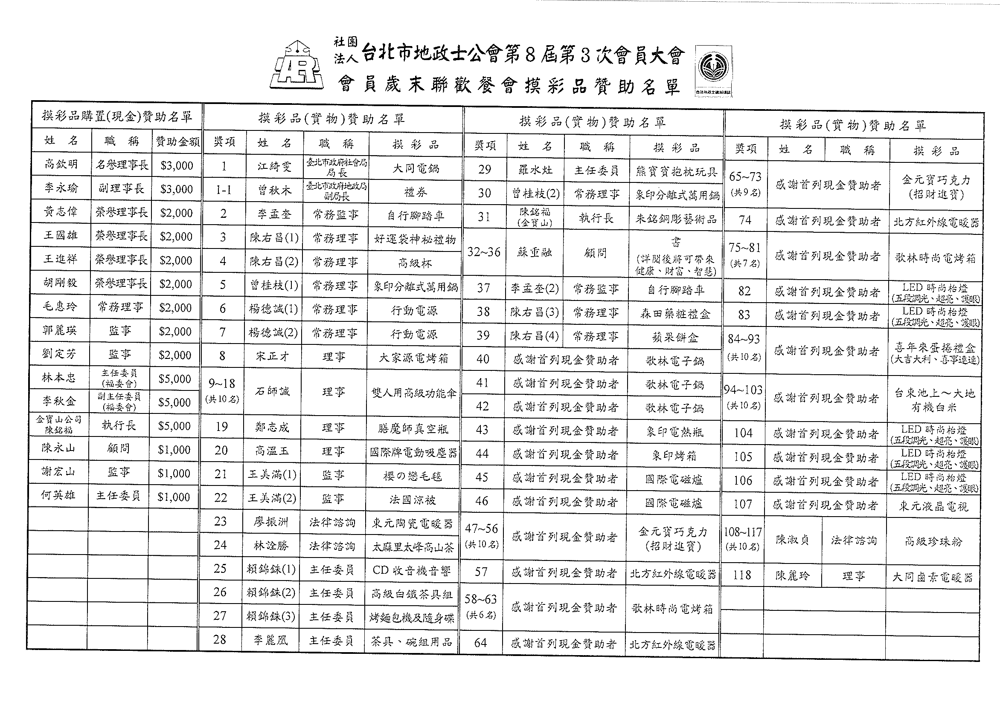 社團法人 台北市地政士公會第8屆第3次會員大會
會員歲末聯歡餐會摸彩品贊助名單
摸彩品購置(現金)贊助名單
姓 名 職 稱 贊助金額
高欽明 名譽理事長 $3,000
李永瑜 副理事長 $3,000
黃志偉 榮譽理事長 $2,000
王國雄 榮譽理事長 $2,000
王進祥 榮譽理事長 $2,000
胡剛毅 榮譽理事長 $2,000
毛惠玲 常務理事 $2,000
郭麗瑛 監事 $2,000
劉定芳 監事 $2,000
林本忠 主任委員(福委會) $5,000
李秋金 副主任委員(福委會) $5,000
金寶山公司陳銘福 執行長 $5,000
陳永山 顧問 $1,000
謝宏山 監事 $1,000
何英雄 主任委員 $1,000
摸彩品(實物)贊助名單
獎項 姓 名 職 稱 摸 彩 品
1 江綺雯 臺北市政府社會局局長 大同電鍋
1-1 曾秋木 臺北市政府地政局副局長 禮券
2 李孟奎 常務監事 自行腳踏車
3 陳右昌(1) 常務理事 好運袋神祕禮物
4 陳右昌(2) 常務理事 高級杯
5 曾桂枝(1) 常務理事 象印分離式萬用鍋
6 楊德誠(1) 常務理事 行動電源
7 楊德誠(2) 常務理事 行動電源
8 宋正才 理事 大家源電烤箱
9~18 (共10名) 石師誠 理事 雙人用高級功能傘
19 鄭志成 理事 膳魔師真空瓶
20 高溫玉 理事 國際牌電動吸塵器
21 王美滿(1) 監事 櫻の戀毛毯
22 王美滿(2) 監事 法國涼被
23 廖振洲 法律諮詢 東元陶瓷電暖器
24 林詮勝 法律諮詢 太麻里太峰高山茶
25 賴錦銖(1) 主任委員 CD 收音機音響
26 賴錦銖(2) 主任委員 高級白鐵茶具組
27 賴錦銖(3) 主任委員 烤麵包機及隨身碟
28 李麗凰 主任委員 茶具、碗組用品
摸彩品(實物)贊助名單
獎項 姓 名 職 稱 摸 彩 品
29 羅水灶 主任委員 熊寶寶抱枕玩具
30 曾桂枝(2) 常務理事 象印分離式萬用鍋
31 陳銘福(金寶山) 執行長 朱銘銅彫藝術品
32~36 蘇重融 顧問 書
(詳閱後將可帶來
健康、財富、智慧)
37 李孟奎(2) 常務監事 自行腳踏車
38 陳右昌(3) 常務理事 森田藥粧禮盒
39 陳右昌(4) 常務理事 蘋果餅盒
40 感謝首列現金贊助者 歌林電子鍋
41 感謝首列現金贊助者 歌林電子鍋
42 感謝首列現金贊助者 歌林電子鍋
43 感謝首列現金贊助者 象印電熱瓶
44 感謝首列現金贊助者 象印烤箱
45 感謝首列現金贊助者 國際電磁爐
46 感謝首列現金贊助者 國際電磁爐
47~56 (共10名) 感謝首列現金贊助者 金元寶巧克力(招財進寶)
57 感謝首列現金贊助者 北方紅外線電暖器
58~63 (共6名) 感謝首列現金贊助者 歌林時尚電烤箱
64 感謝首列現金贊助者 北方紅外線電暖器
摸彩品(實物)贊助名單
獎項 姓 名 職 稱 摸 彩 品
65~73 (共9名) 感謝首列現金贊助者 金元寶巧克力(招財進寶)
74 感謝首列現金贊助者 北方紅外線電暖器
75~81 (共7名) 感謝首列現金贊助者 歌林時尚電烤箱
82 感謝首列現金贊助者 LED 時尚枱燈(五段調光、超亮、護眼)
83 感謝首列現金贊助者 LED 時尚枱燈(五段調光、超亮、護眼)
84~93 (共10名) 感謝首列現金贊助者 喜年來蛋捲禮盒(大吉大利、喜事連連)
94~103 (共10名) 感謝首列現金贊助者 台東池上～大地有機白米
104 感謝首列現金贊助者 LED 時尚枱燈(五段調光、超亮、護眼)
105 感謝首列現金贊助者 LED 時尚枱燈(五段調光、超亮、護眼)
106 感謝首列現金贊助者 LED 時尚枱燈(五段調光、超亮、護眼)
107 感謝首列現金贊助者 東元液晶電視
108~117 (共10名) 陳淑貞 法律諮詢 高級珍珠粉
118 陳麗玲 理事 大同鹵素電暖器